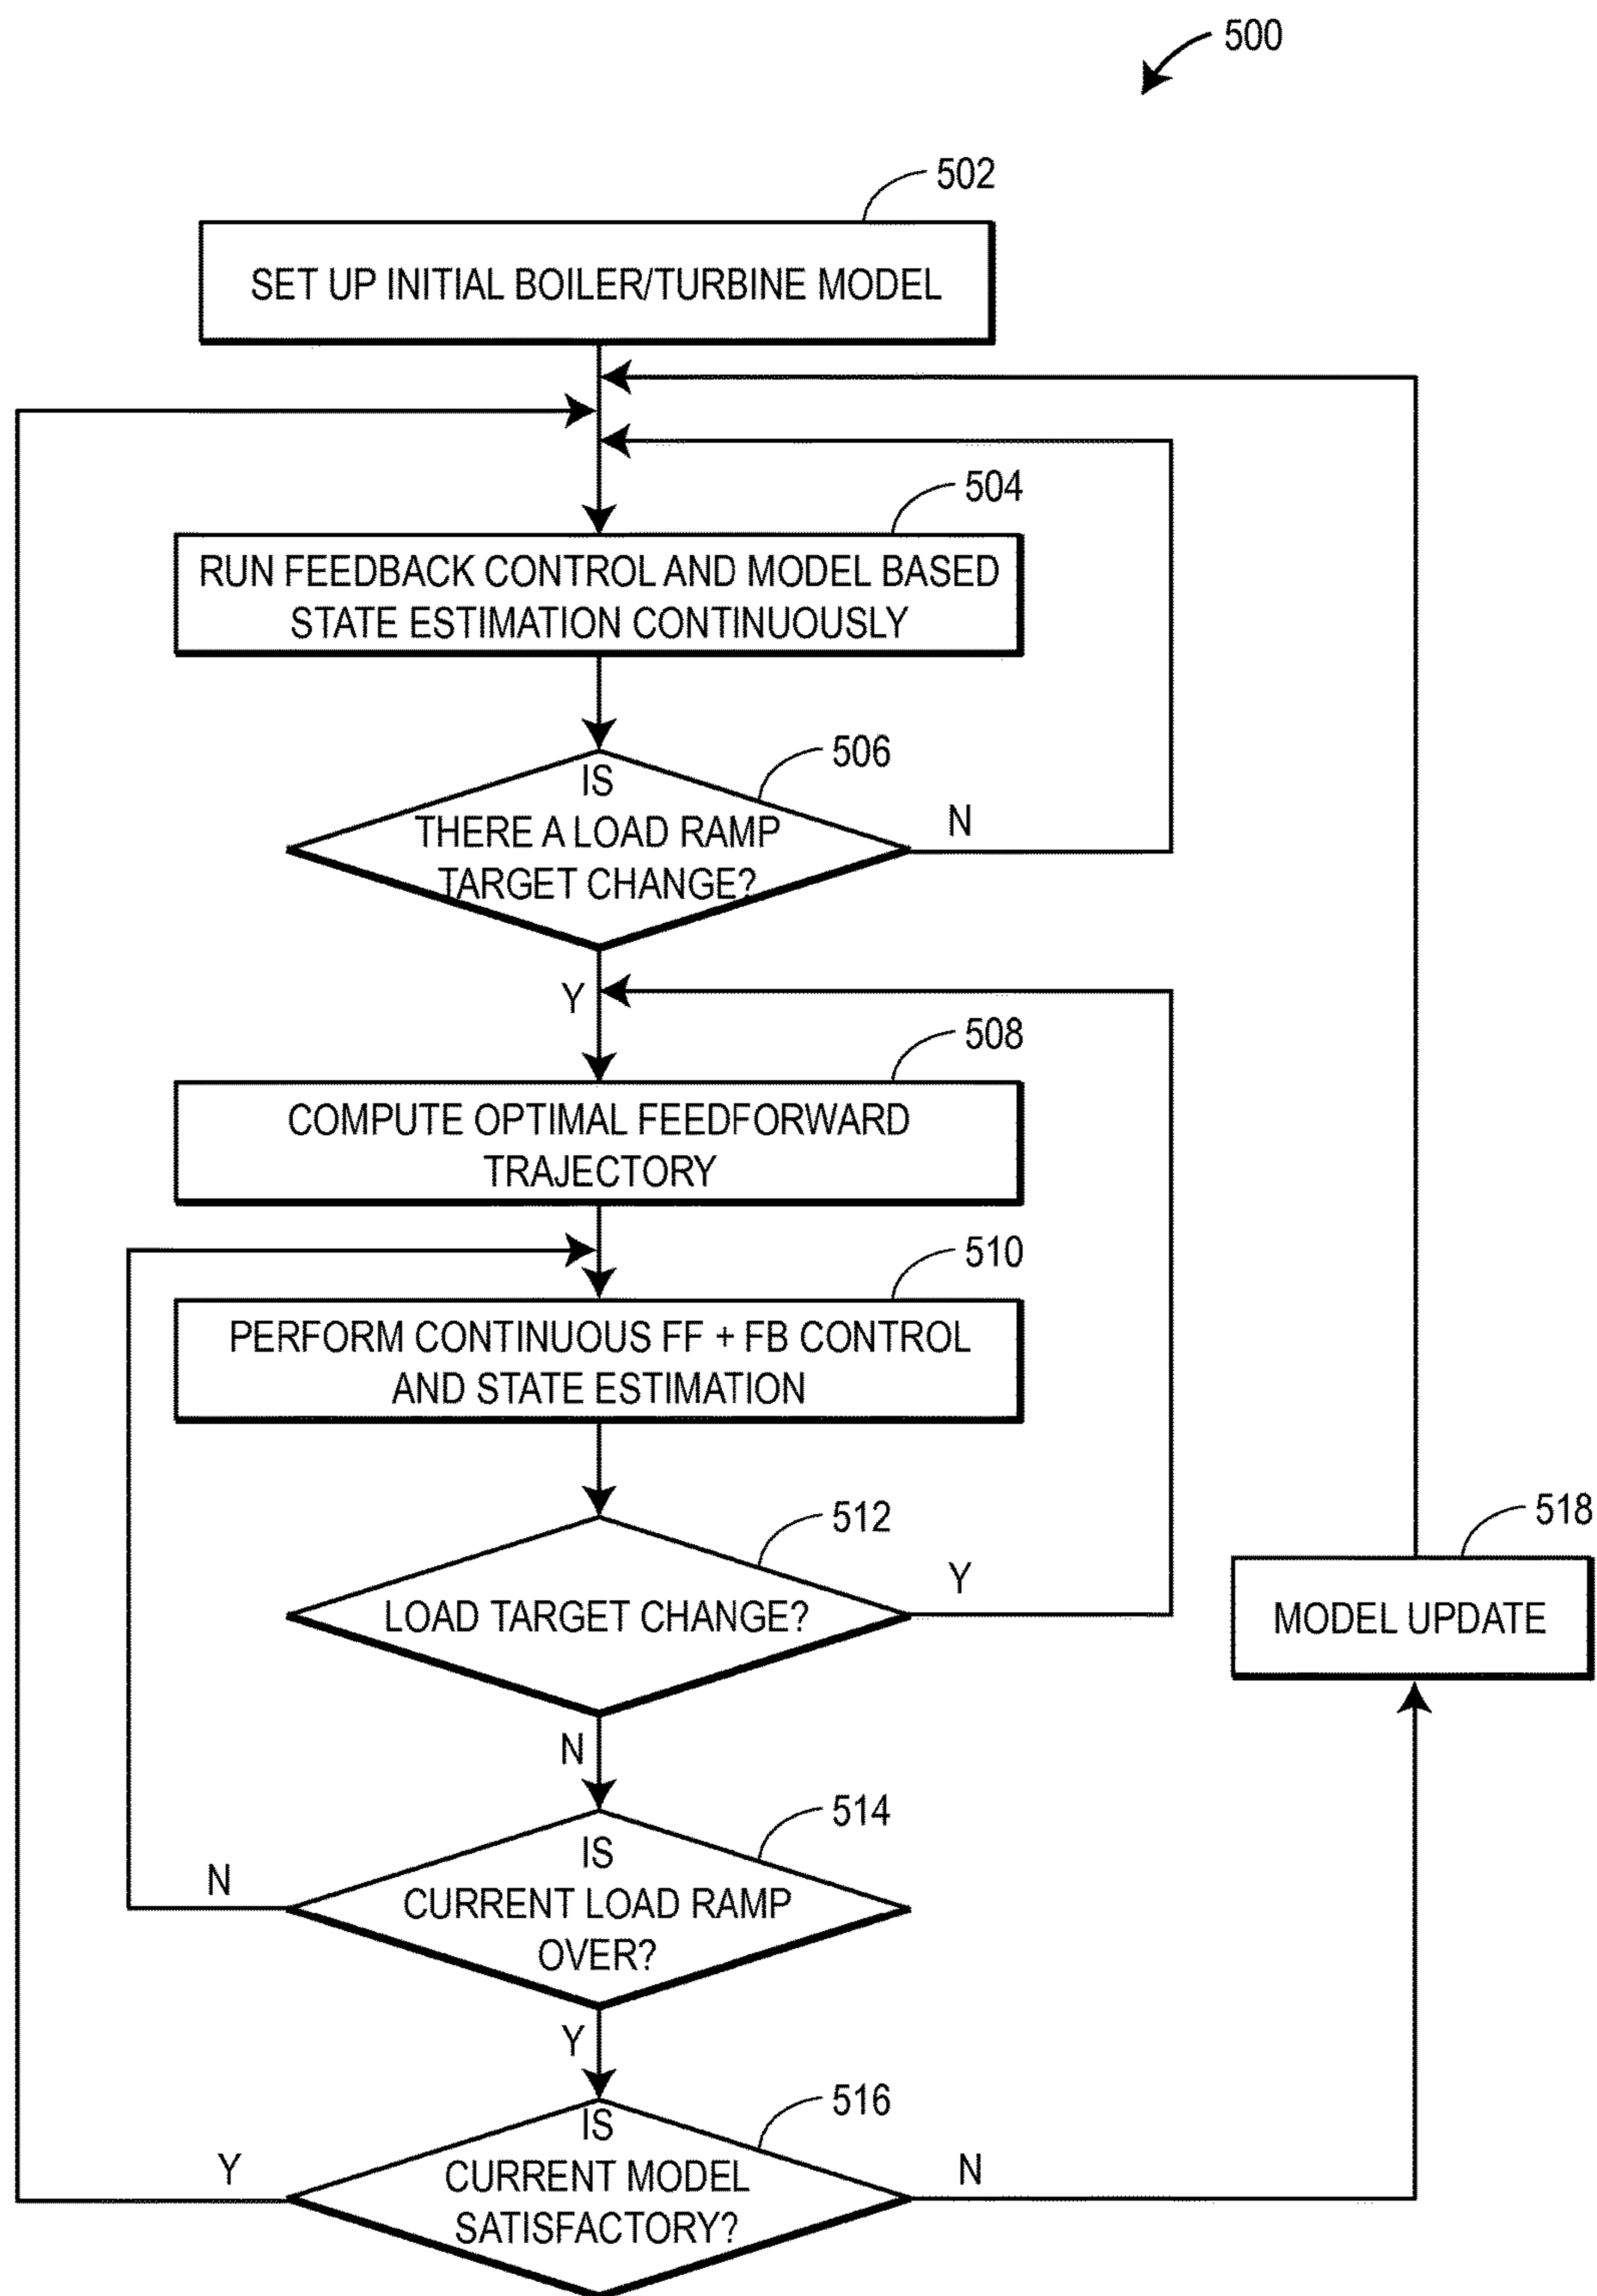 500
502
SET UP INITIAL BOILER/TURBINE MODEL
504
RUN FEEDBACK CONTROL AND MODEL BASED
STATE ESTIMATION CONTINUOUSLY
506
IS
THERE A LOAD RAMP
TARGET CHANGE?
N
Y
508
COMPUTE OPTIMAL FEEDFORWARD
TRAJECTORY
510
PERFORM CONTINUOUS FF + FB CONTROL
AND STATE ESTIMATION
512
LOAD TARGET CHANGE?
Y
N
518
MODEL UPDATE
514
IS
CURRENT LOAD RAMP
OVER?
N
Y
516
IS
CURRENT MODEL
SATISFACTORY?
Y
N